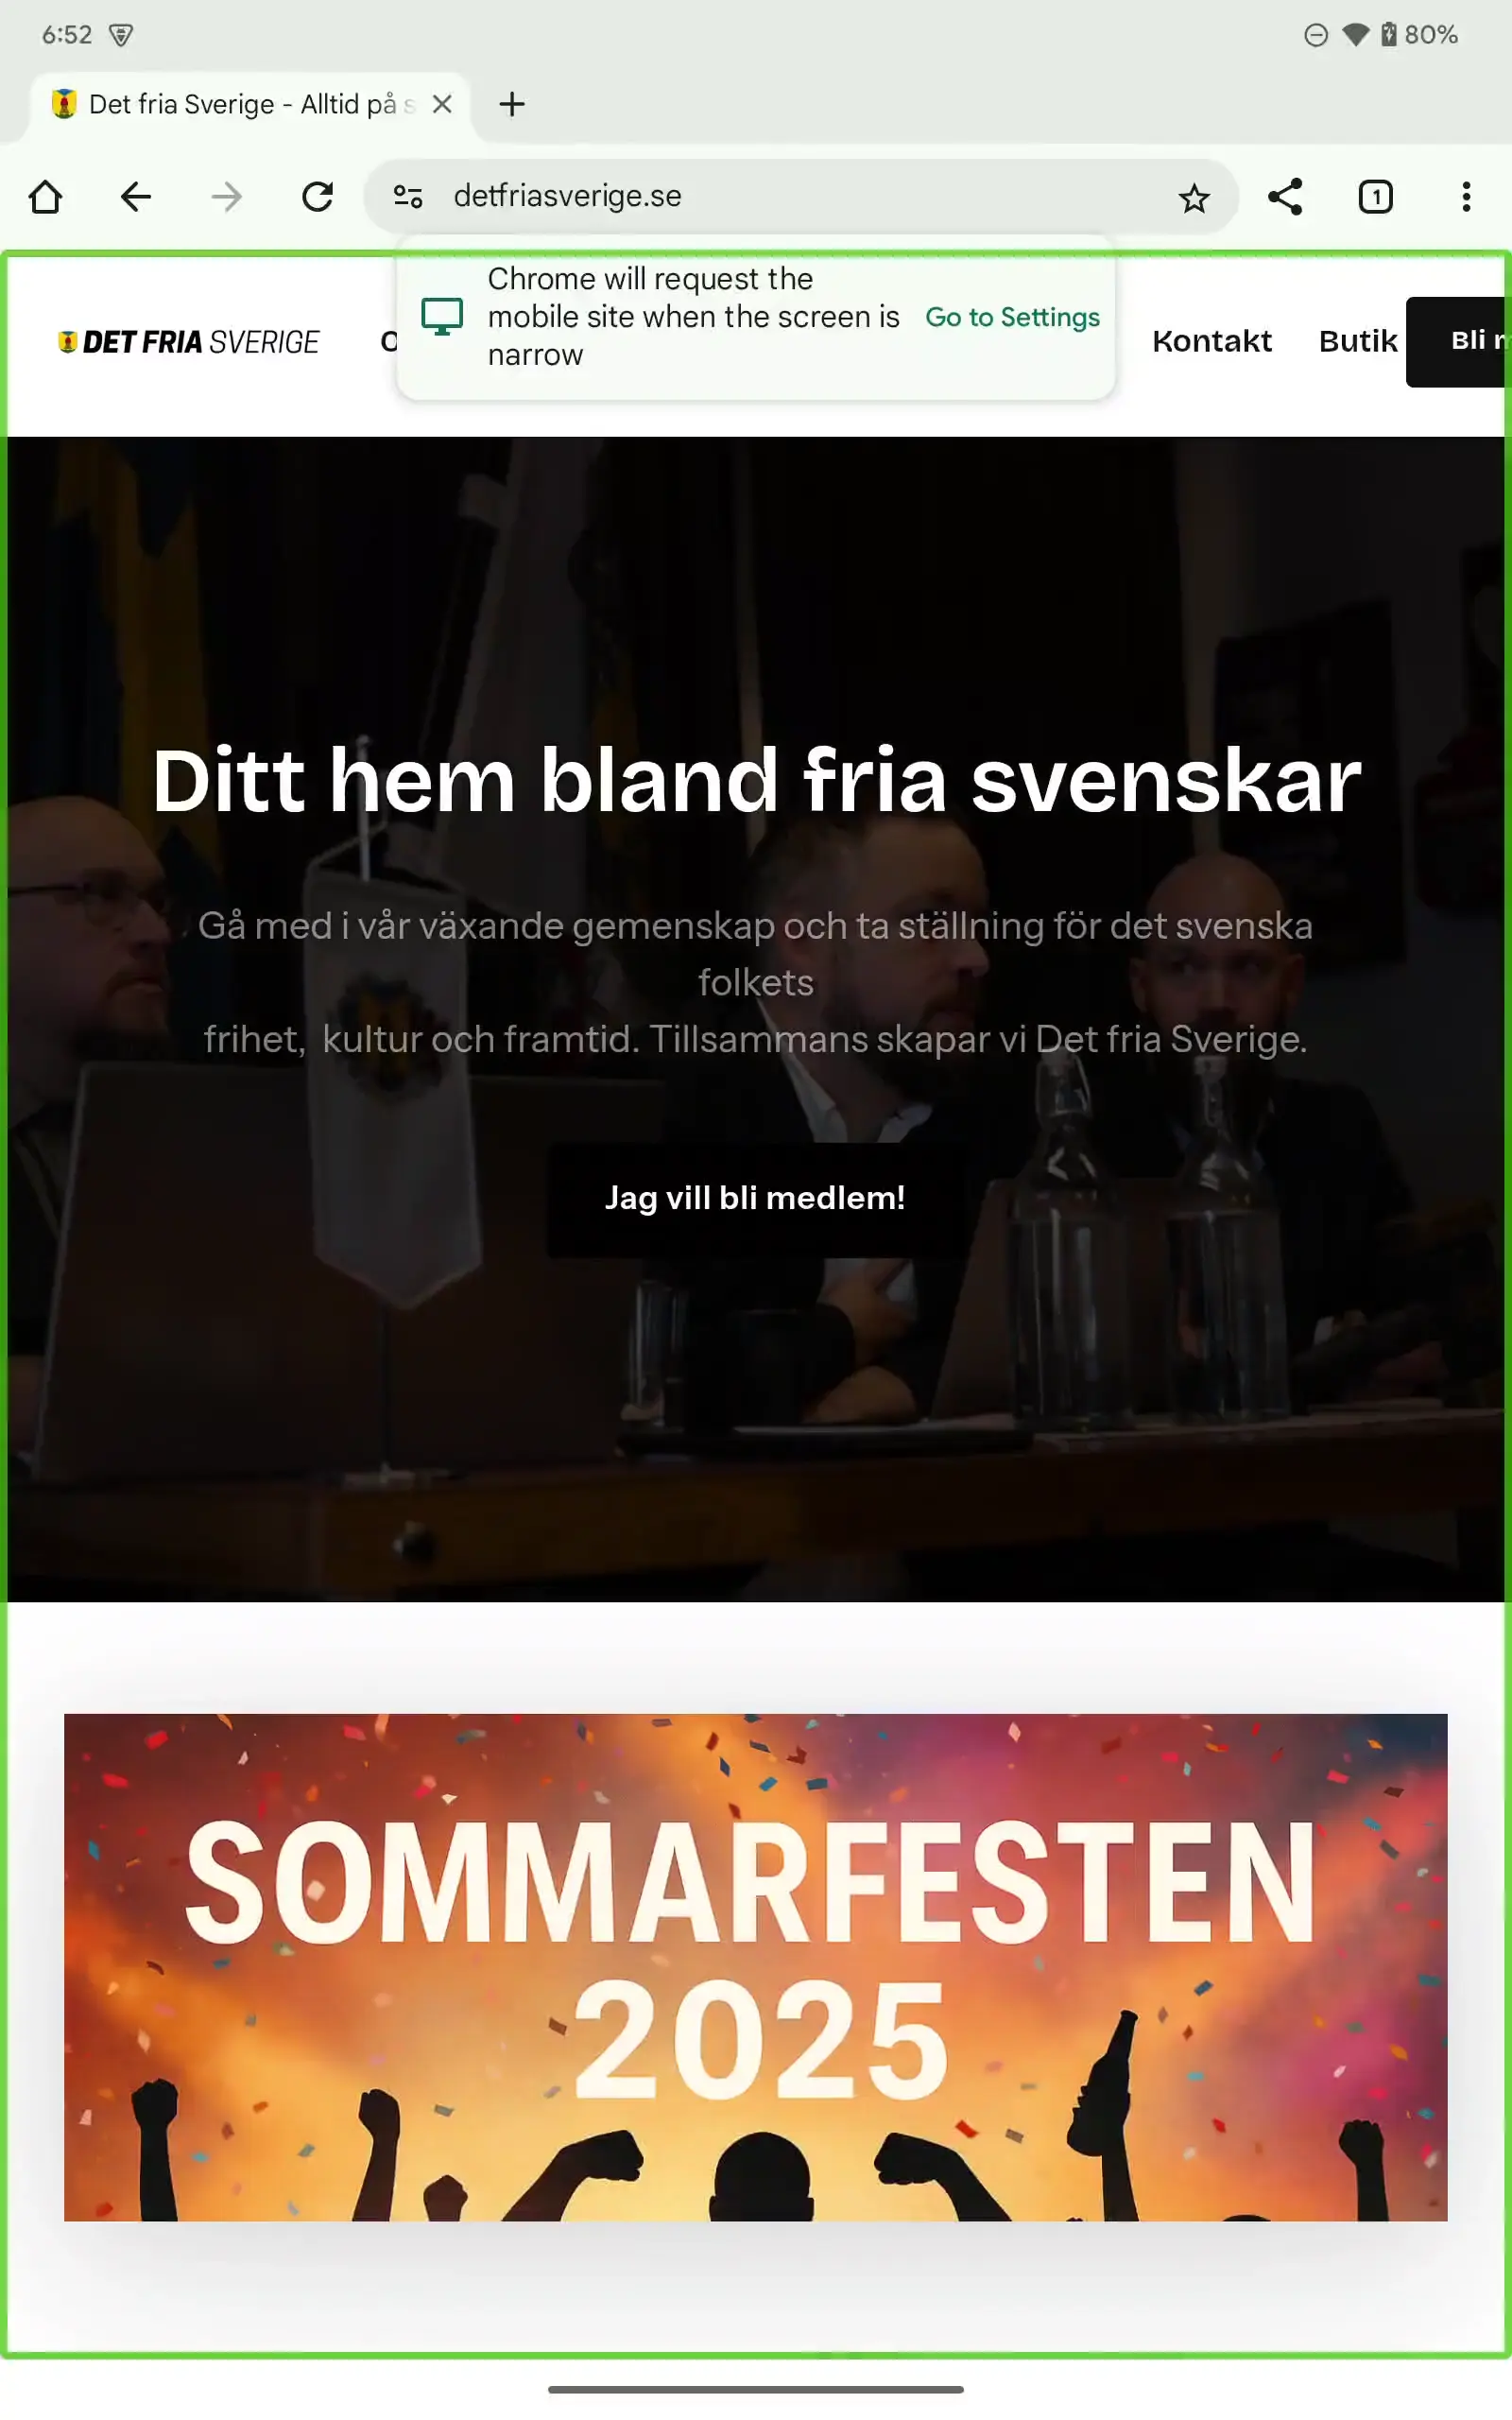 6:52
80%
Det fria Sverige - Alltid på s
detfriasverige.se
1
Chrome will request the
mobile site when the screen is
narrow
Go to Settings
DET FRIA SVERIGE
Kontakt
Butik
Bli
Ditt hem bland fria svenskar
Gå med i vår växande gemenskap och ta ställning för det svenska
folkets
frihet, kultur och framtid. Tillsammans skapar vi Det fria Sverige.
Jag vill bli medlem!
SOMMARFESTEN
2025